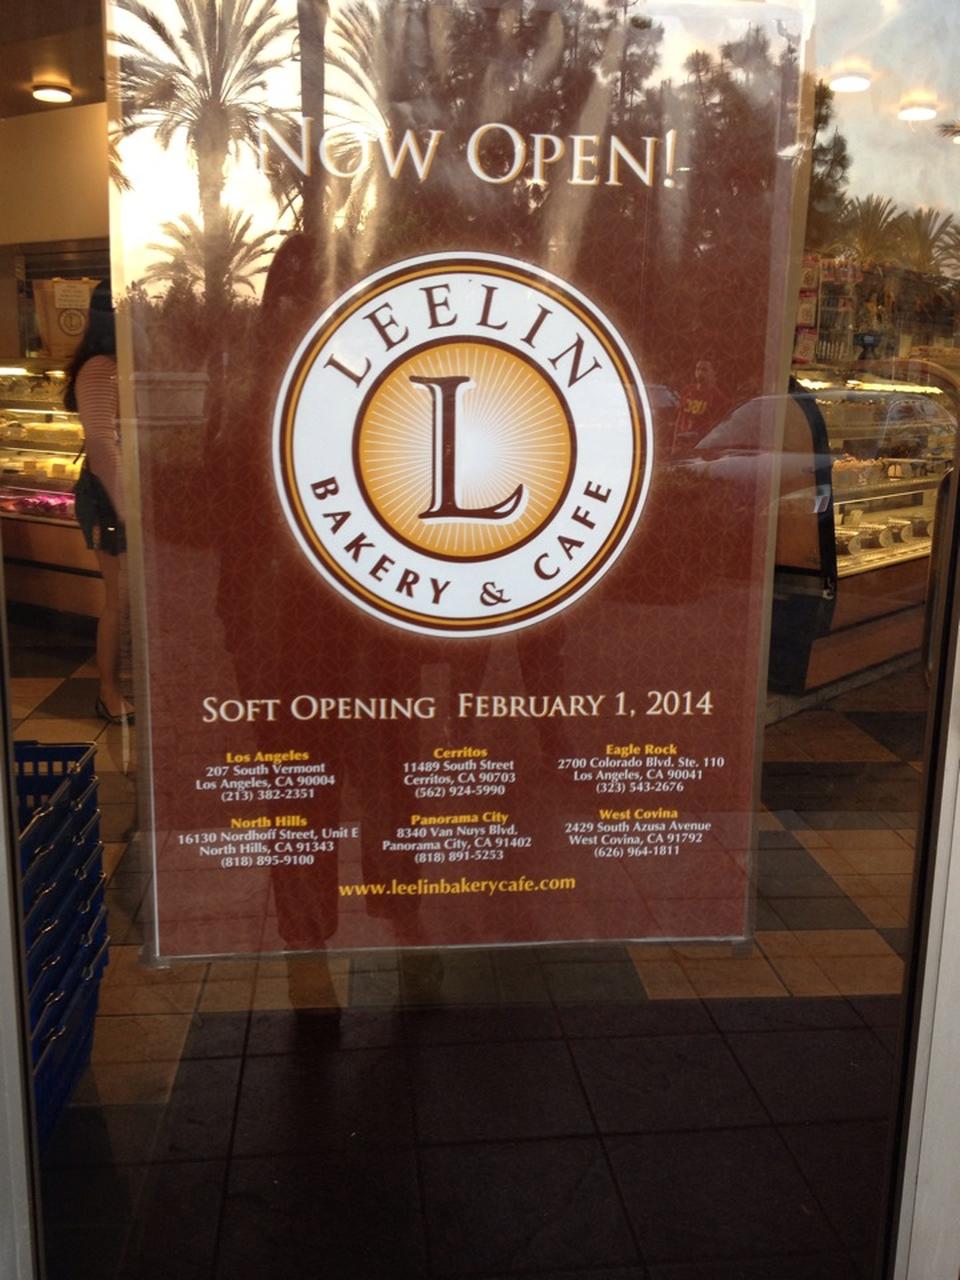 NOW OPEN!
LEELIN
L
BAKERY & CAFE
SOFT OPENING FEBRUARY 1, 2014
Los Angeles
207 South Vermont
Los Angeles, CA 90004
(213) 382-2351
Cerritos
11489 South Street
Cerritos, CA 90703
(562) 924-5990
Eagle Rock
2700 Colorado Blvd. Ste. 110
Los Angeles, CA 90041
(323) 543-2676
North Hills
16130 Nordhoff Street, Unit E
North Hills, CA 91343
(818) 895-9100
Panorama City
8340 Van Nuys Blvd.
Panorama City, CA 91402
(818) 891-5253
West Covina
2429 South Azusa Avenue
West Covina, CA 91792
(626) 964-1811
www.leelinbakerycafe.com